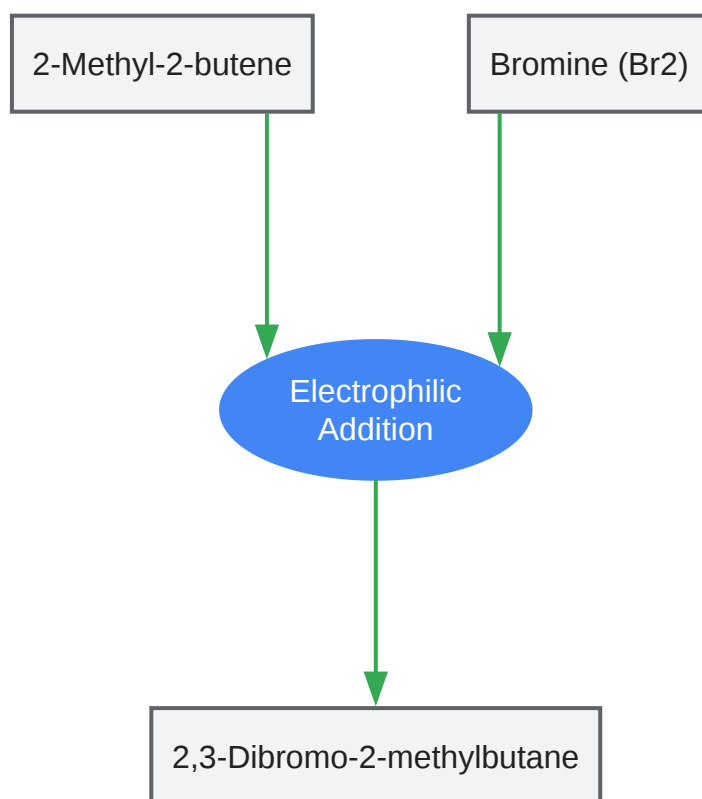 2-Methyl-2-butene
Bromine (Br2)
Electrophilic
Addition
2,3-Dibromo-2-methylbutane